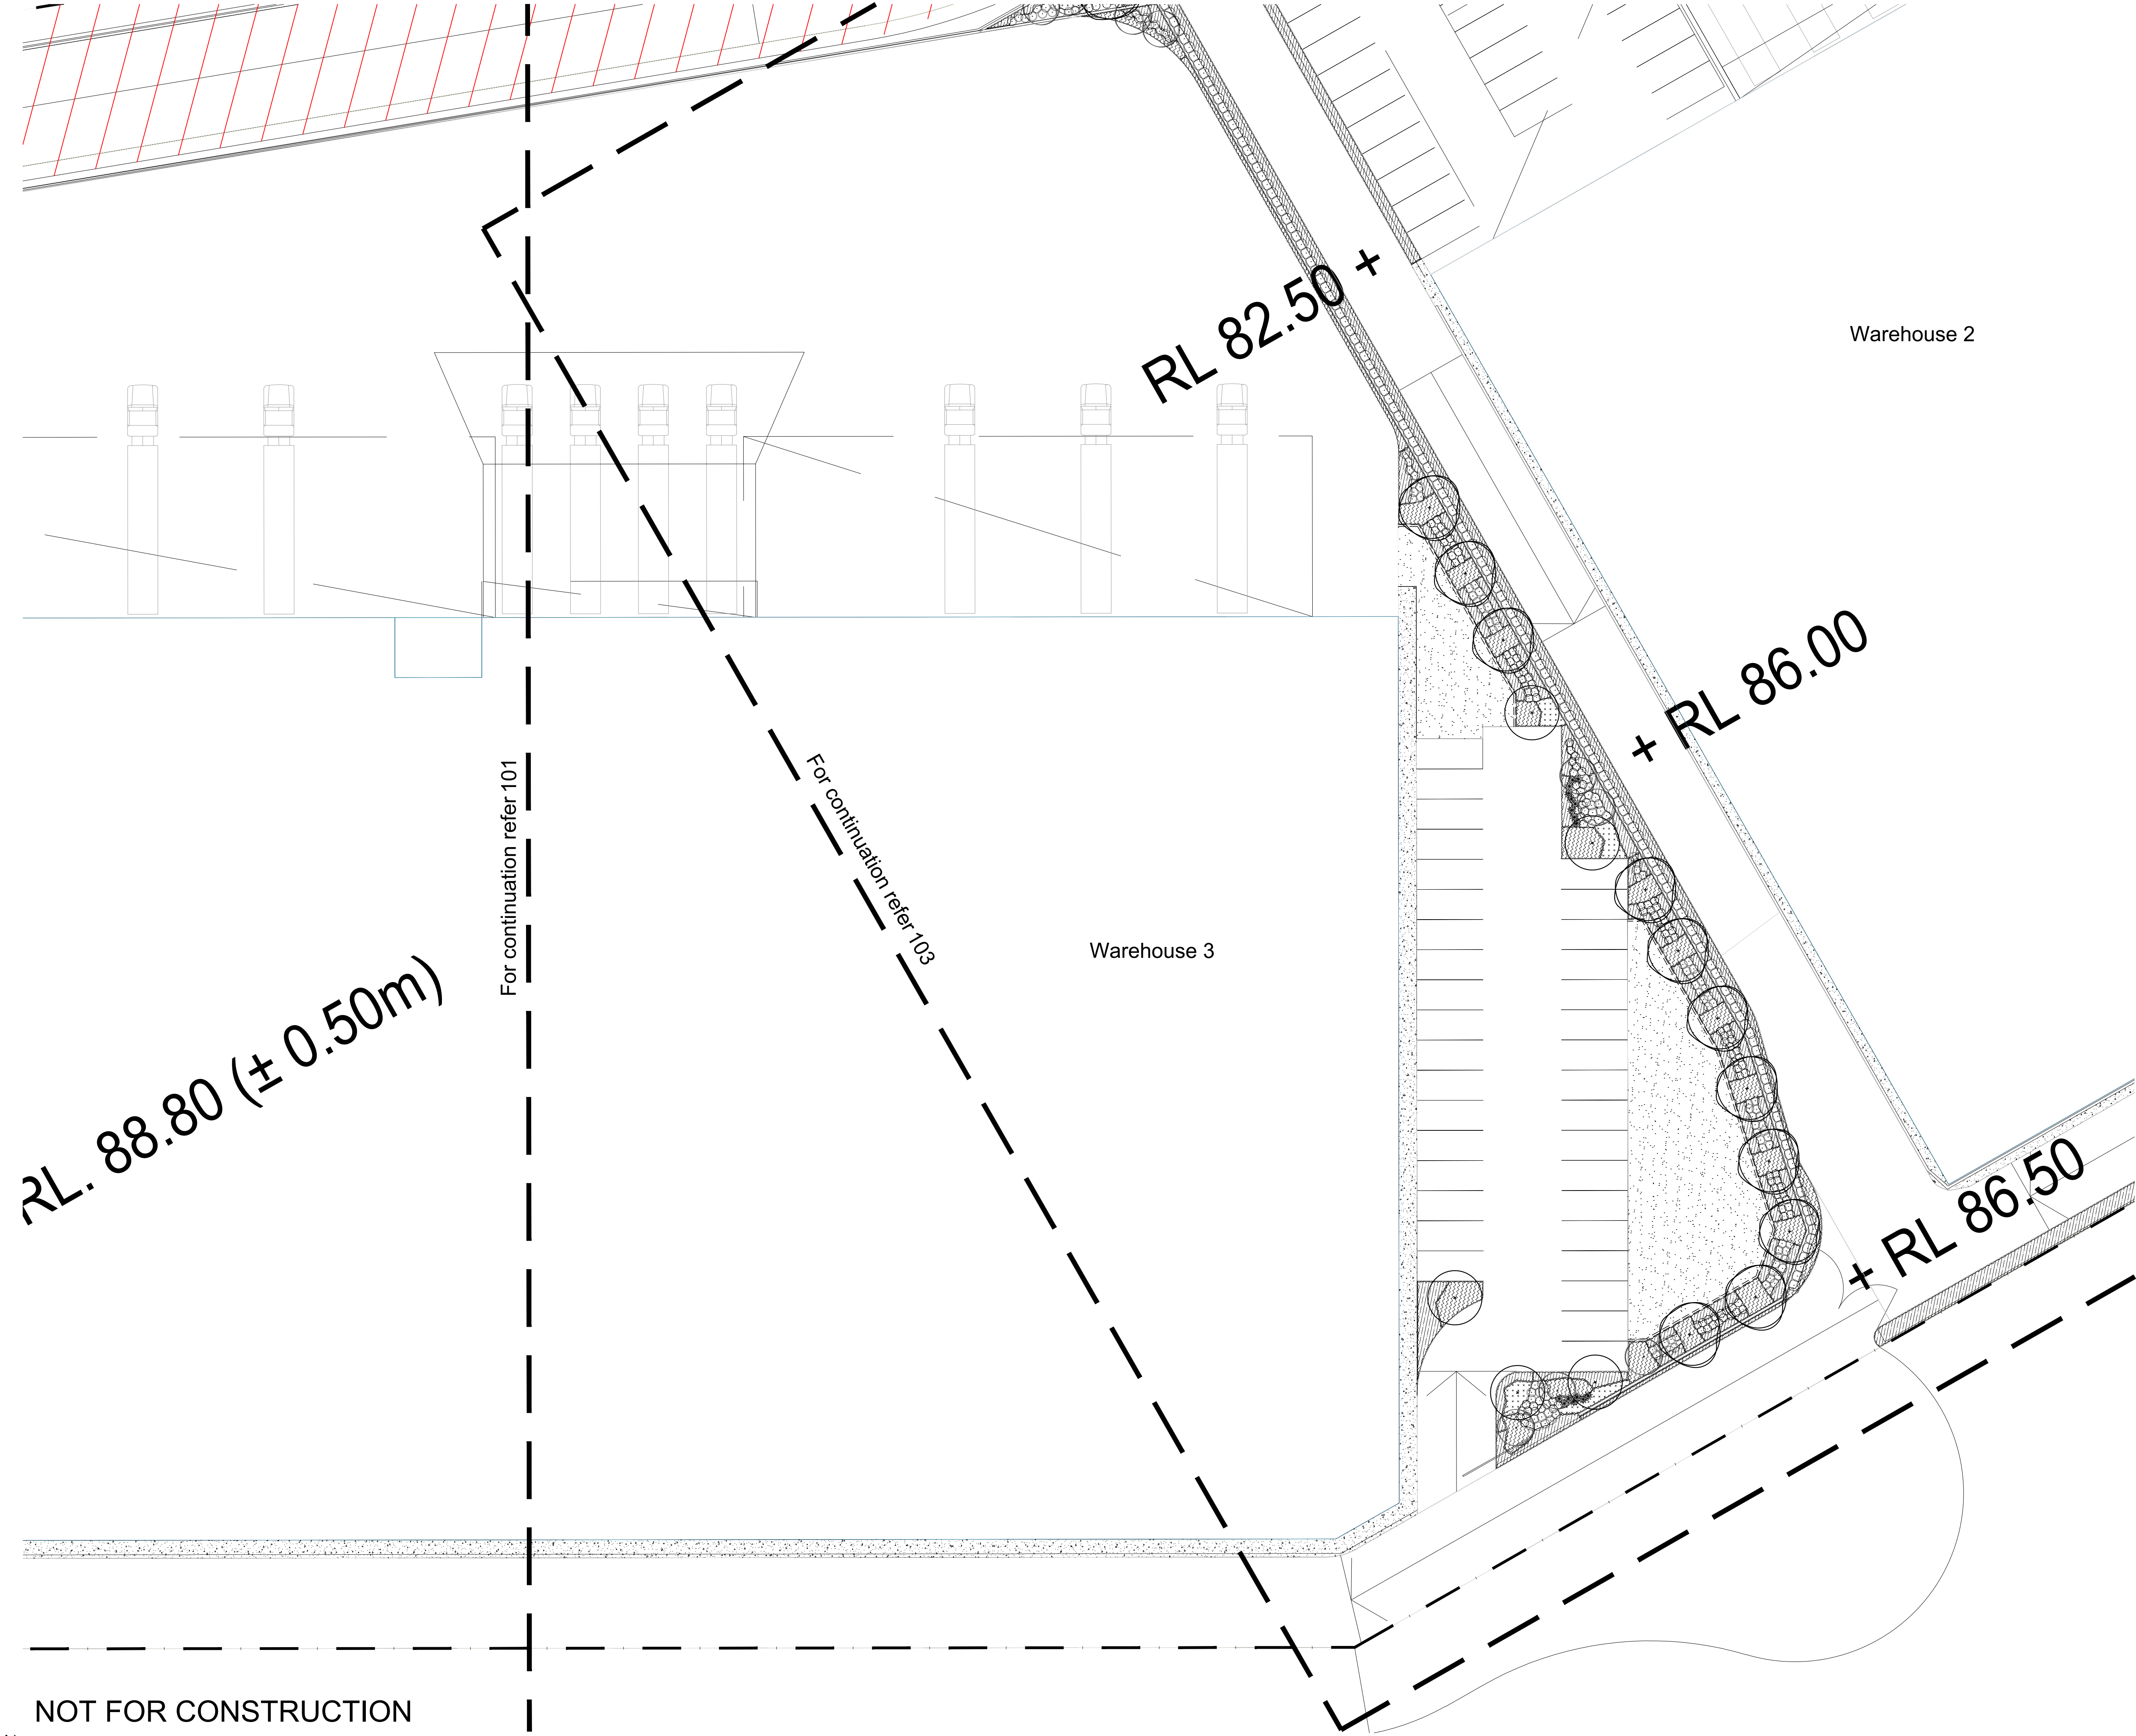 RL 82.50 +
Warehouse 2
+ RL 86.00
For continuation refer 101
For continuation refer 103
Warehouse 3
RL. 88.80 (± 0.50m)
+ RL 86.50
NOT FOR CONSTRUCTION